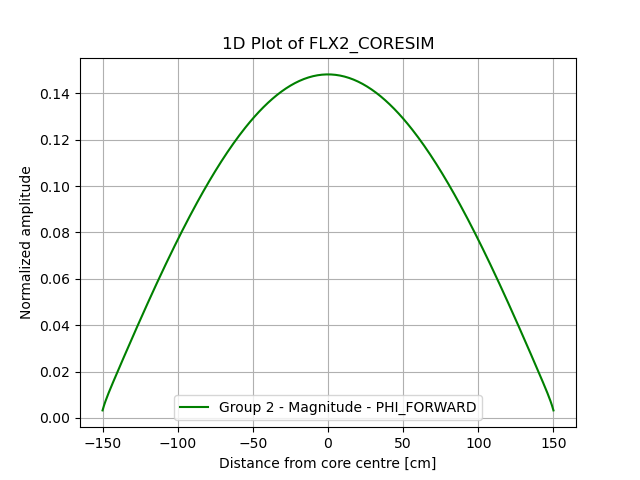 1D Plot of FLX2_CORESIM
Normalized amplitude
0.14
0.12
0.10
0.08
0.06
0.04
0.02
0.00
Group 2 - Magnitude - PHI_FORWARD
−150 −100 −50 0 50 100 150
Distance from core centre [cm]